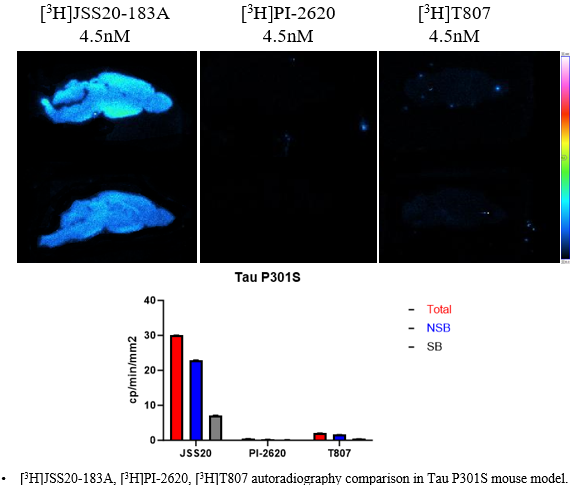 [³H]JSS20-183A [³H]PI-2620 [³H]T807
4.5nM 4.5nM 4.5nM
Tau P301S
40
30
20
10
0
cp/min/mm2
JSS20 PI-2620 T807
Total
NSB
SB
• [³H]JSS20-183A, [³H]PI-2620, [³H]T807 autoradiography comparison in Tau P301S mouse model.